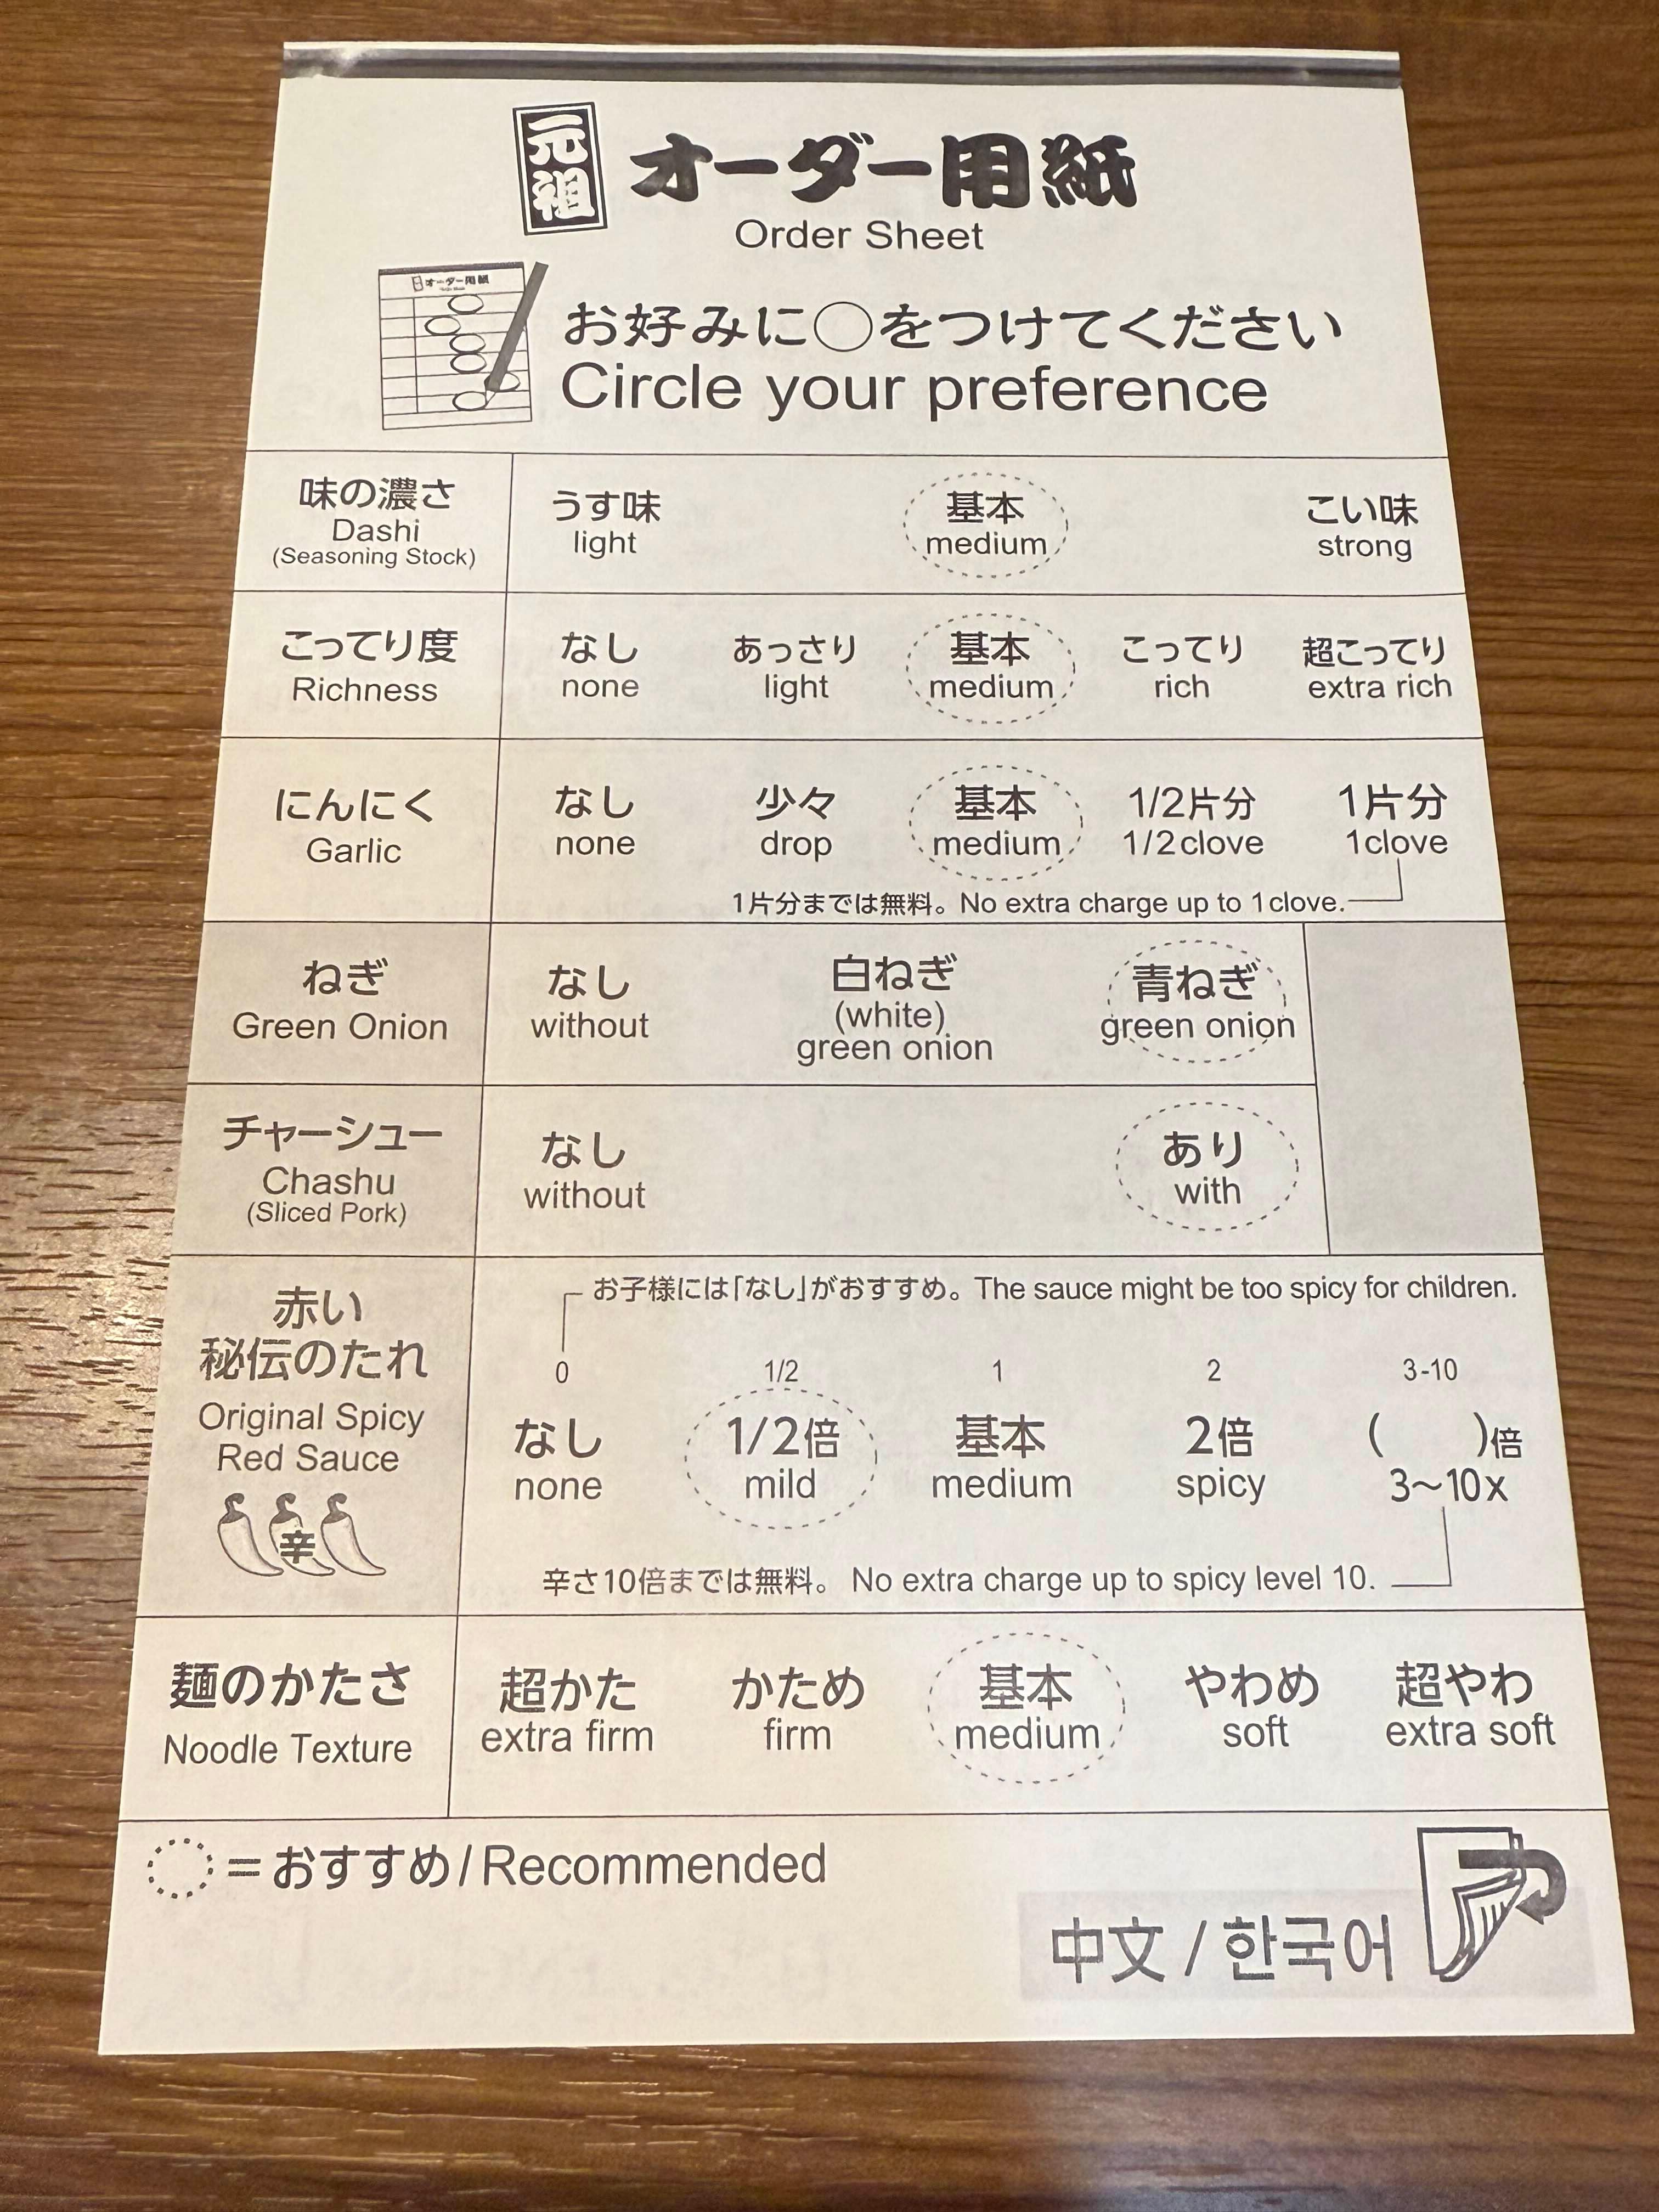 元祖
オーダー用紙
Order Sheet
お好みに○をつけてください
Circle your preference
味の濃さ
Dashi
(Seasoning Stock)
うす味
light
基本
medium
こい味
strong
こってり度
Richness
なし
none
あっさり
light
基本
medium
こってり
rich
超こってり
extra rich
にんにく
Garlic
なし
none
少々
drop
基本
medium
1/2片分
1/2clove
1片分
1clove
1片分までは無料。No extra charge up to 1clove.
ねぎ
Green Onion
なし
without
白ねぎ
(white)
green onion
青ねぎ
green onion
チャーシュー
Chashu
(Sliced Pork)
なし
without
あり
with
赤い
秘伝のたれ
Original Spicy
Red Sauce
辛
お子様には「なし」がおすすめ。The sauce might be too spicy for children.
0
なし
none
1/2
1/2倍
mild
1
基本
medium
2
2倍
spicy
3-10
( )倍
3～10x
辛さ10倍までは無料。 No extra charge up to spicy level 10.
麺のかたさ
Noodle Texture
超かた
extra firm
かため
firm
基本
medium
やわめ
soft
超やわ
extra soft
=おすすめ/Recommended
中文 / 한국어